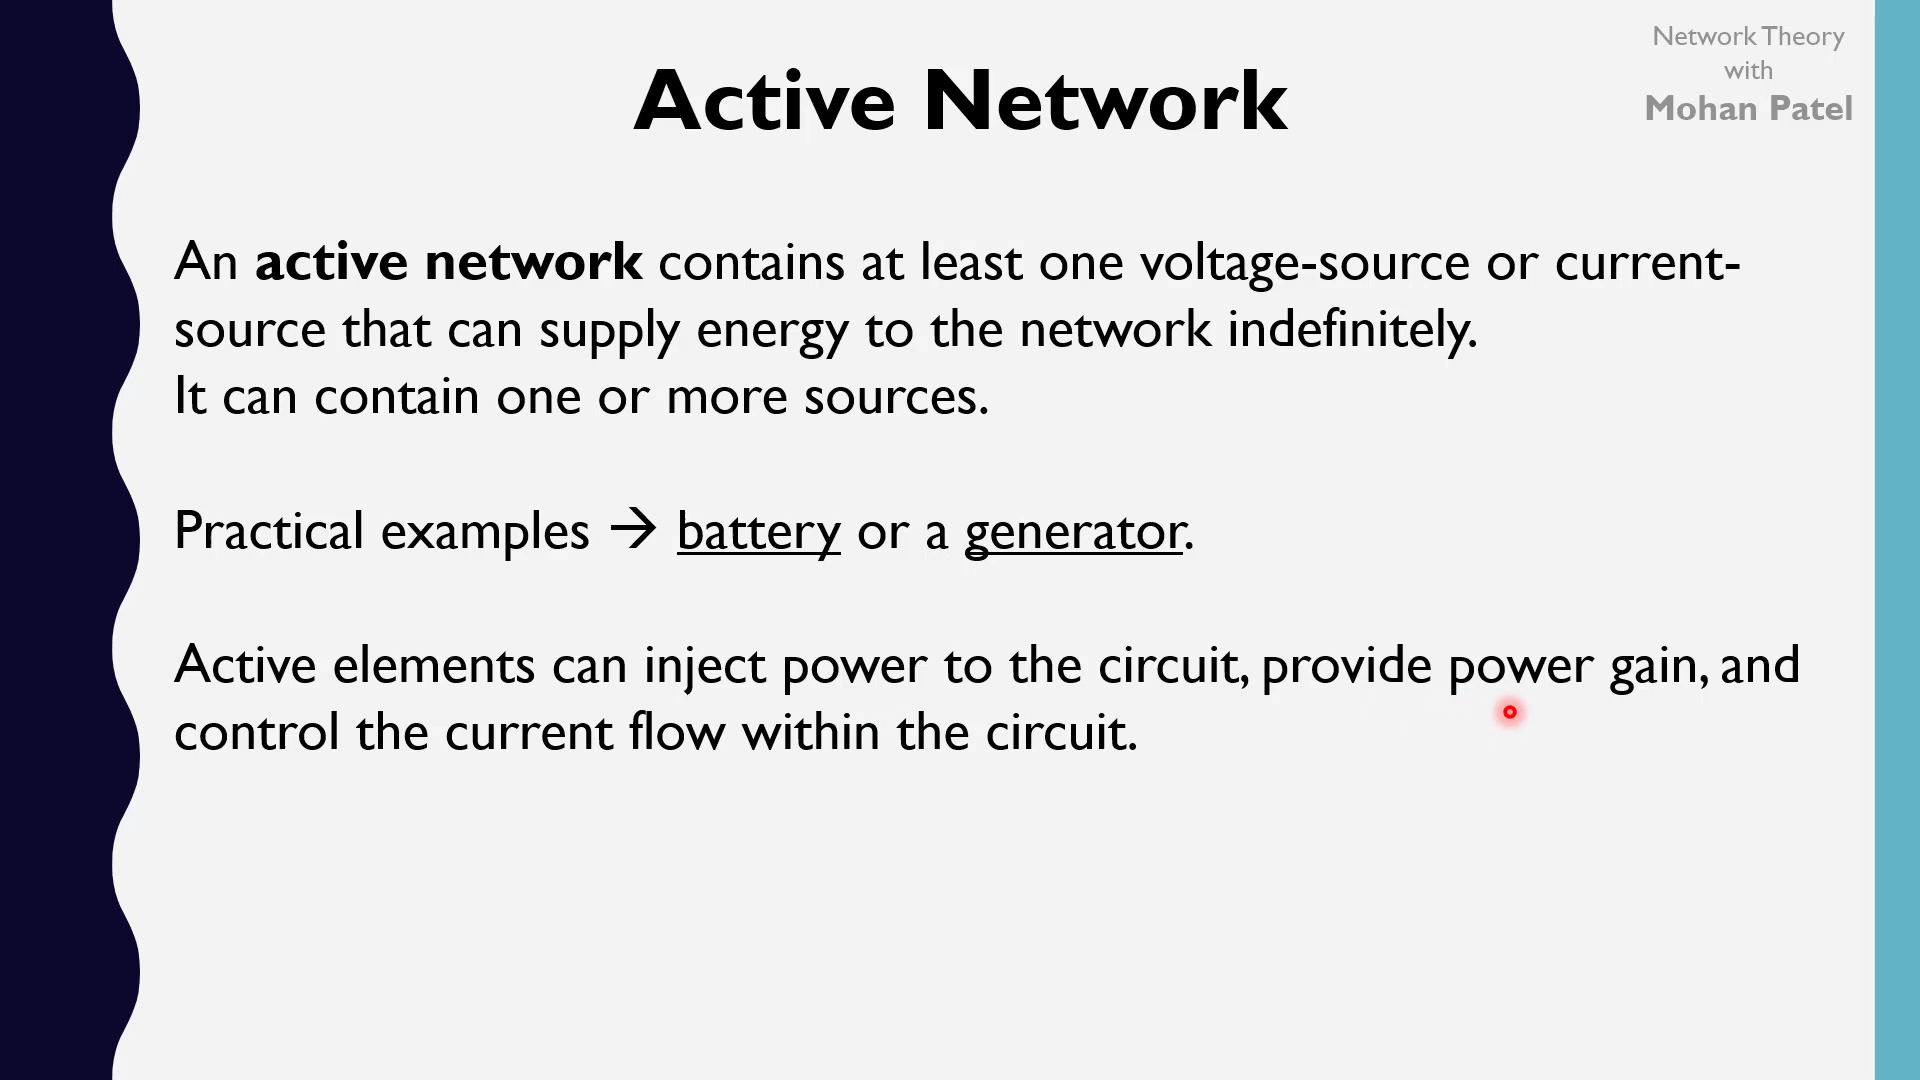 Network Theory
with
Mohan Patel
Active Network
An active network contains at least one voltage-source or current-
source that can supply energy to the network indefinitely.
It can contain one or more sources.
Practical examples → battery or a generator.
Active elements can inject power to the circuit, provide power gain, and
control the current flow within the circuit.